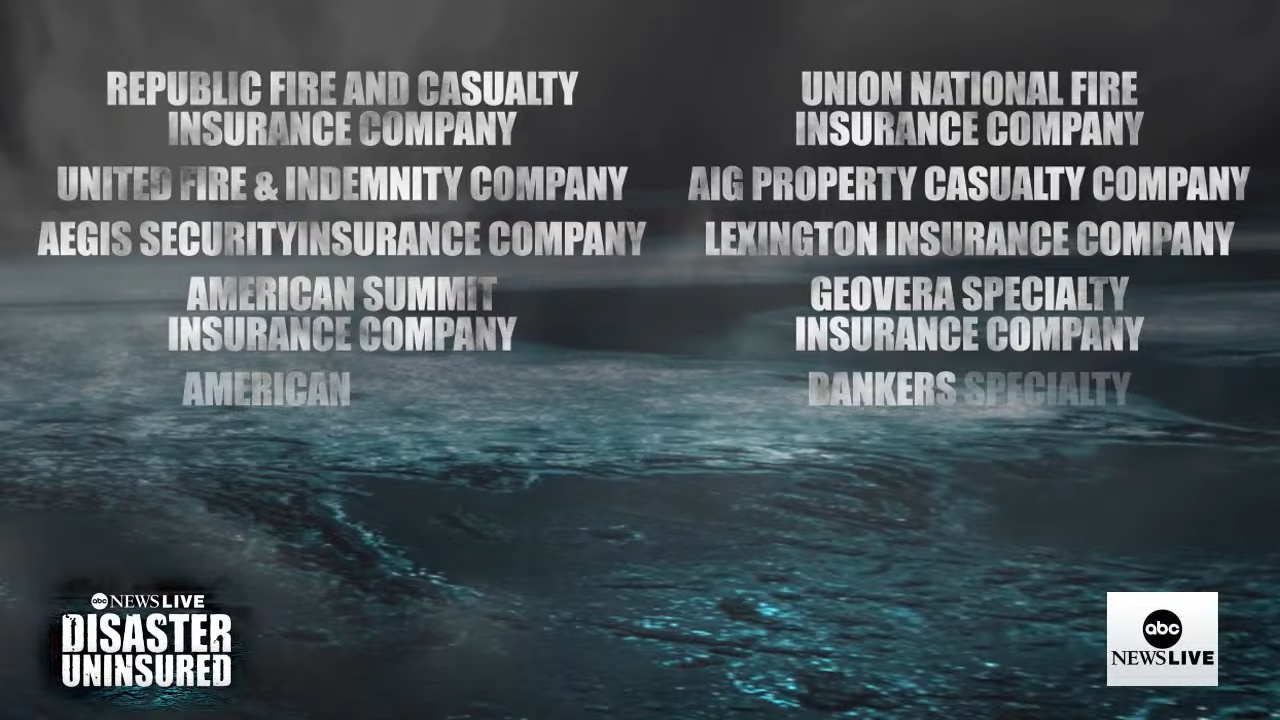 REPUBLIC FIRE AND CASUALTY
INSURANCE COMPANY
UNITED FIRE & INDEMNITY COMPANY
AEGIS SECURITYINSURANCE COMPANY
AMERICAN SUMMIT
INSURANCE COMPANY
AMERICAN
UNION NATIONAL FIRE
INSURANCE COMPANY
AIG PROPERTY CASUALTY COMPANY
LEXINGTON INSURANCE COMPANY
GEOVERA SPECIALTY
INSURANCE COMPANY
BANKERS SPECIALTY
abc NEWS LIVE
DISASTER
UNINSURED
abc
NEWS LIVE